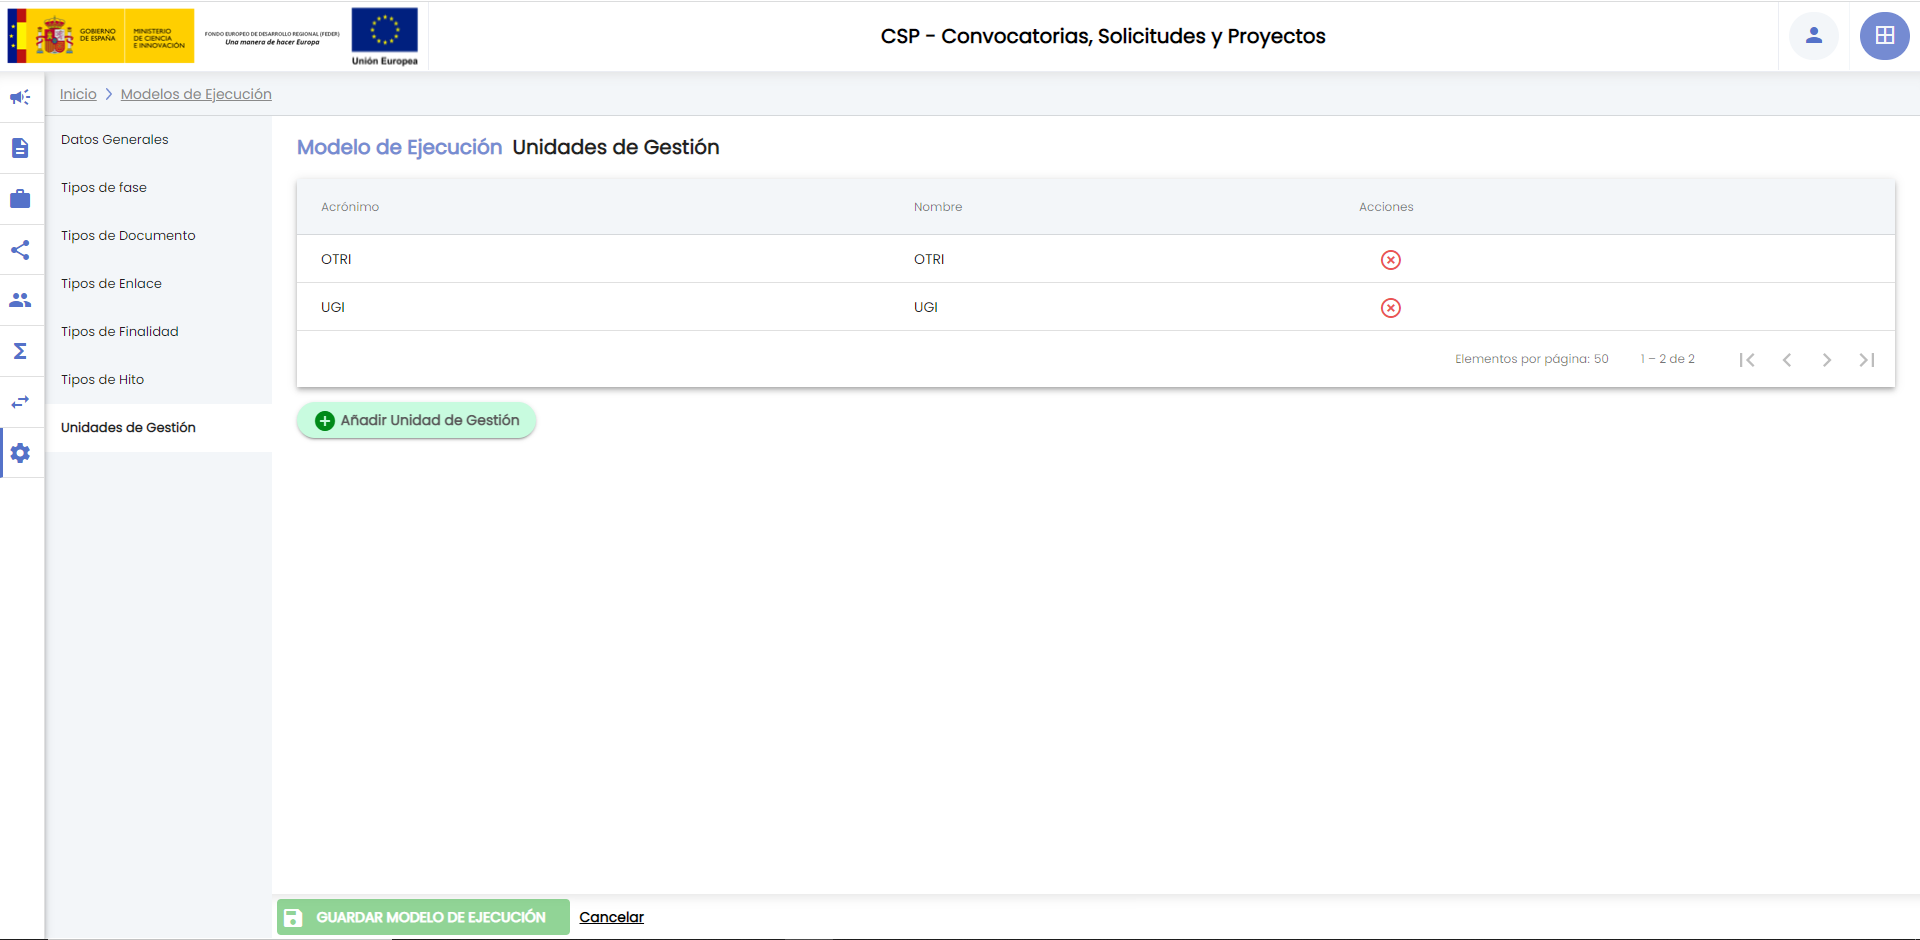 GOBIERNO
DE ESPAÑA
MINISTERIO
DE CIENCIA
E INNOVACIÓN
FONDO EUROPEO DE DESARROLLO REGIONAL (FEDER)
Una manera de hacer Europa
Unión Europea
CSP - Convocatorias, Solicitudes y Proyectos
Inicio > Modelos de Ejecución
Datos Generales
Tipos de fase
Tipos de Documento
Tipos de Enlace
Tipos de Finalidad
Tipos de Hito
Unidades de Gestión
Modelo de Ejecución Unidades de Gestión
Acrónimo Nombre Acciones
OTRI OTRI
UGI UGI
Elementos por página: 50 1 – 2 de 2
Añadir Unidad de Gestión
GUARDAR MODELO DE EJECUCIÓN Cancelar